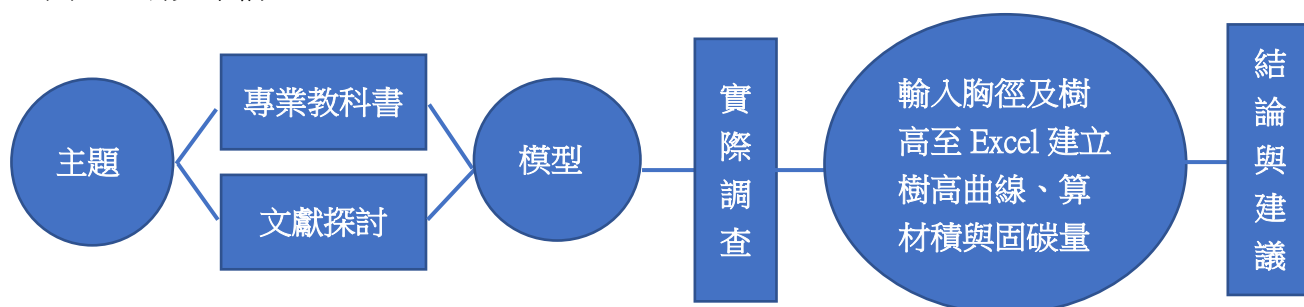 主題
專業教科書
文獻探討
模型
實際調查
輸入胸徑及樹
高至 Excel 建立
樹高曲線、算
材積與固碳量
結論與建議